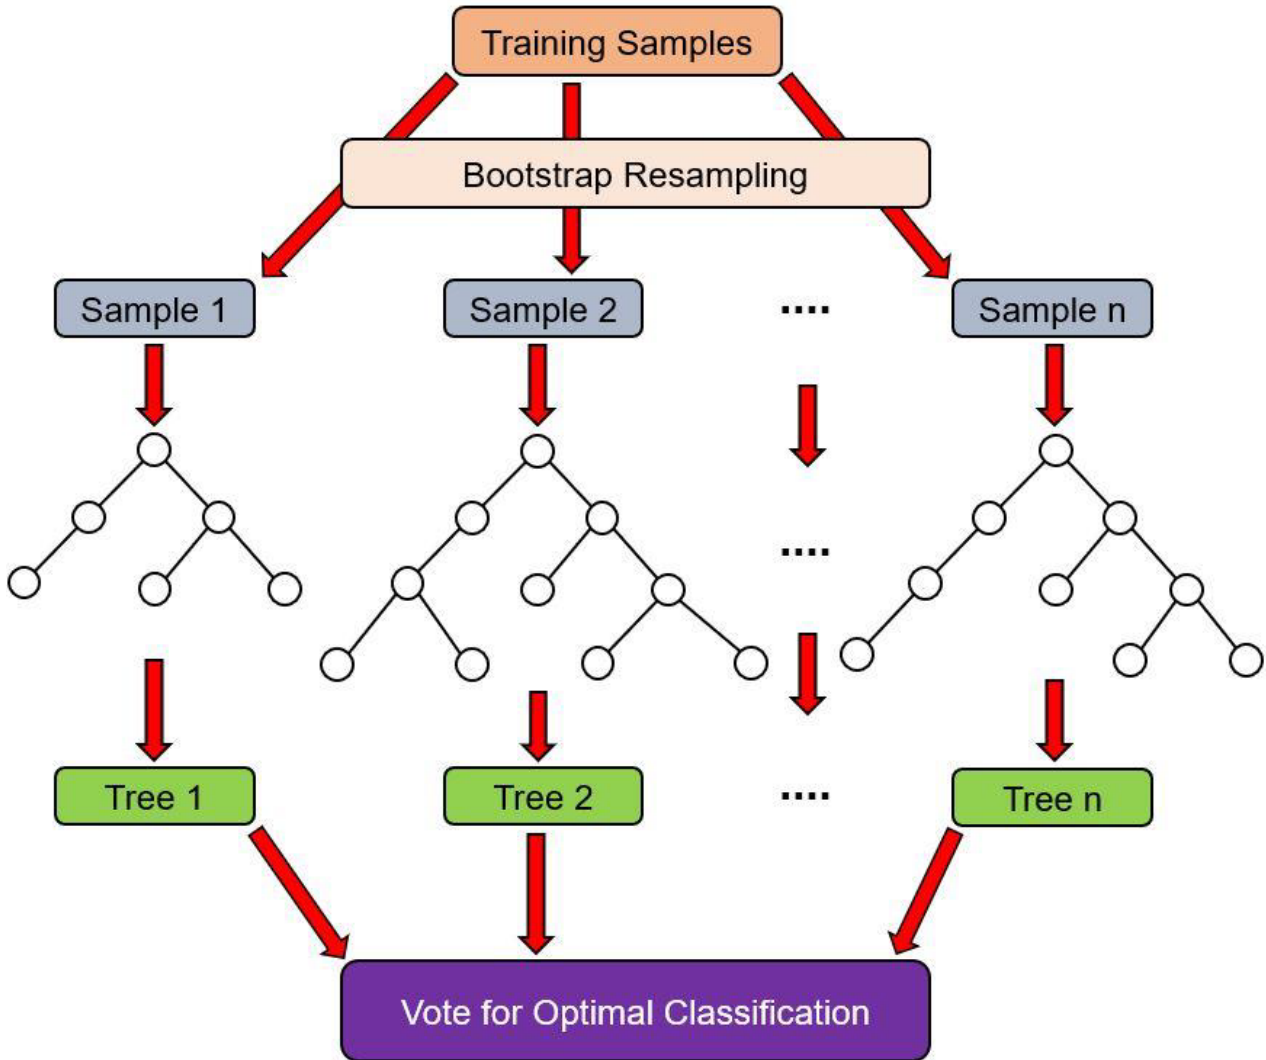 Training Samples
Bootstrap Resampling
Sample 1
Sample 2
....
Sample n
....
Tree 1
Tree 2
....
Tree n
Vote for Optimal Classification